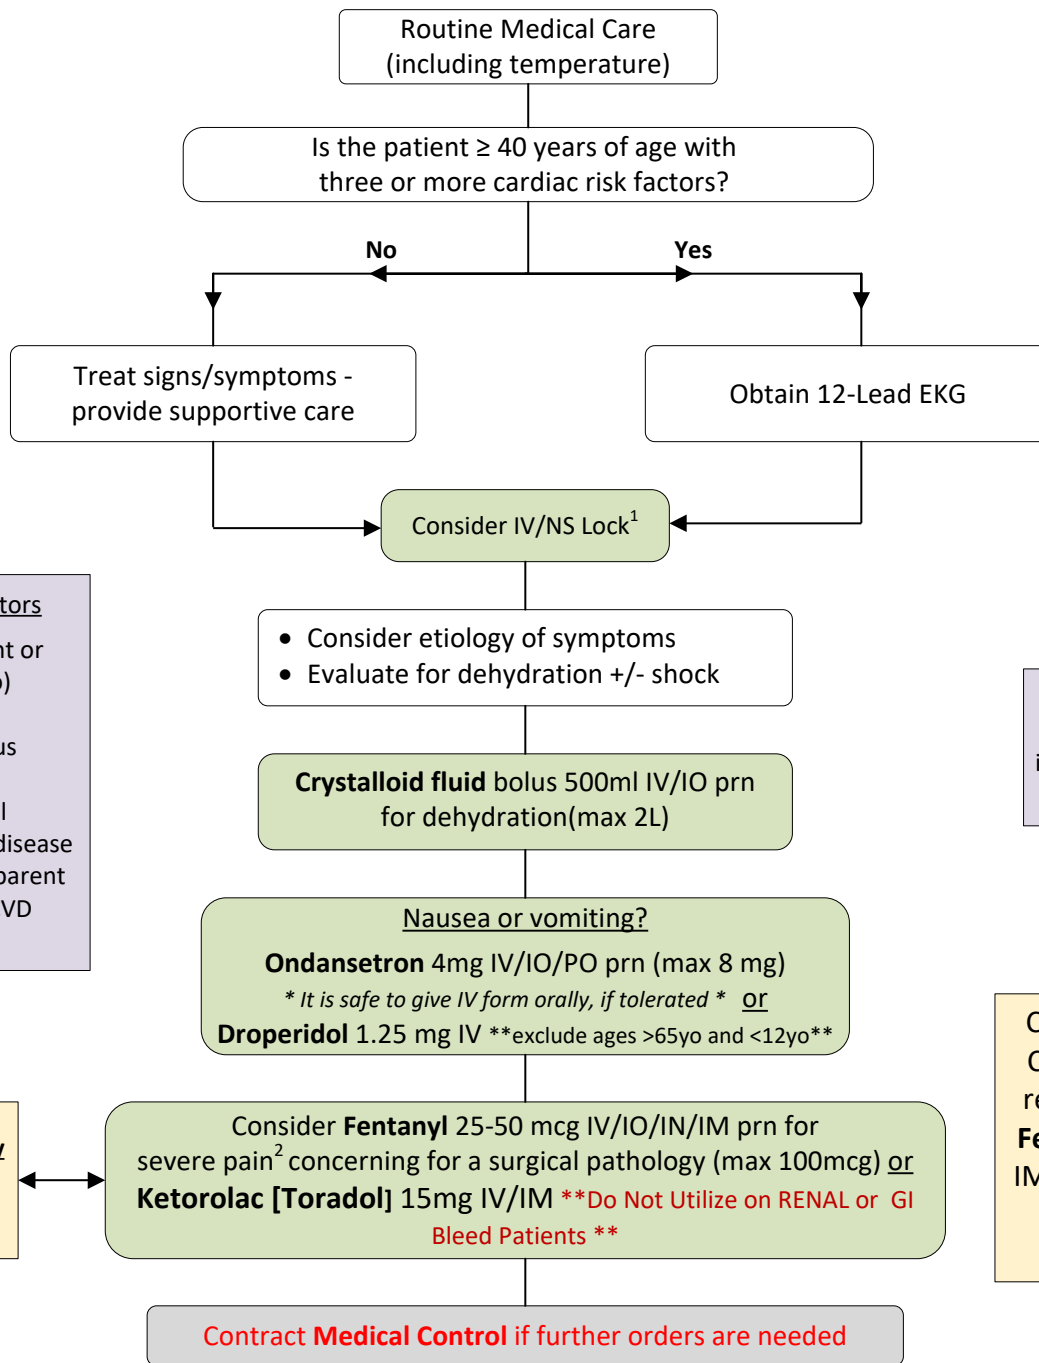 Routine Medical Care
(including temperature)
Is the patient ≥ 40 years of age with
three or more cardiac risk factors?
No
Yes
Treat signs/symptoms -
provide supportive care
Obtain 12-Lead EKG
Consider IV/NS Lock1
• Consider etiology of symptoms
• Evaluate for dehydration +/- shock
or
disease
parent
Crystalloid fluid bolus 500ml IV/IO prn
for dehydration(max 2L)
Nausea or vomiting?
Ondansetron 4mg IV/IO/PO prn (max 8 mg)
* It is safe to give IV form orally, if tolerated * or
Droperidol 1.25 mg IV **exclude ages >65yo and <12yo**
Consider Fentanyl 25-50 mcg IV/IO/IN/IM prn for
severe pain2 concerning for a surgical pathology (max 100mcg) or
Ketorolac [Toradol] 15mg IV/IM **Do Not Utilize on RENAL or GI
Bleed Patients **
Contract Medical Control if further orders are needed